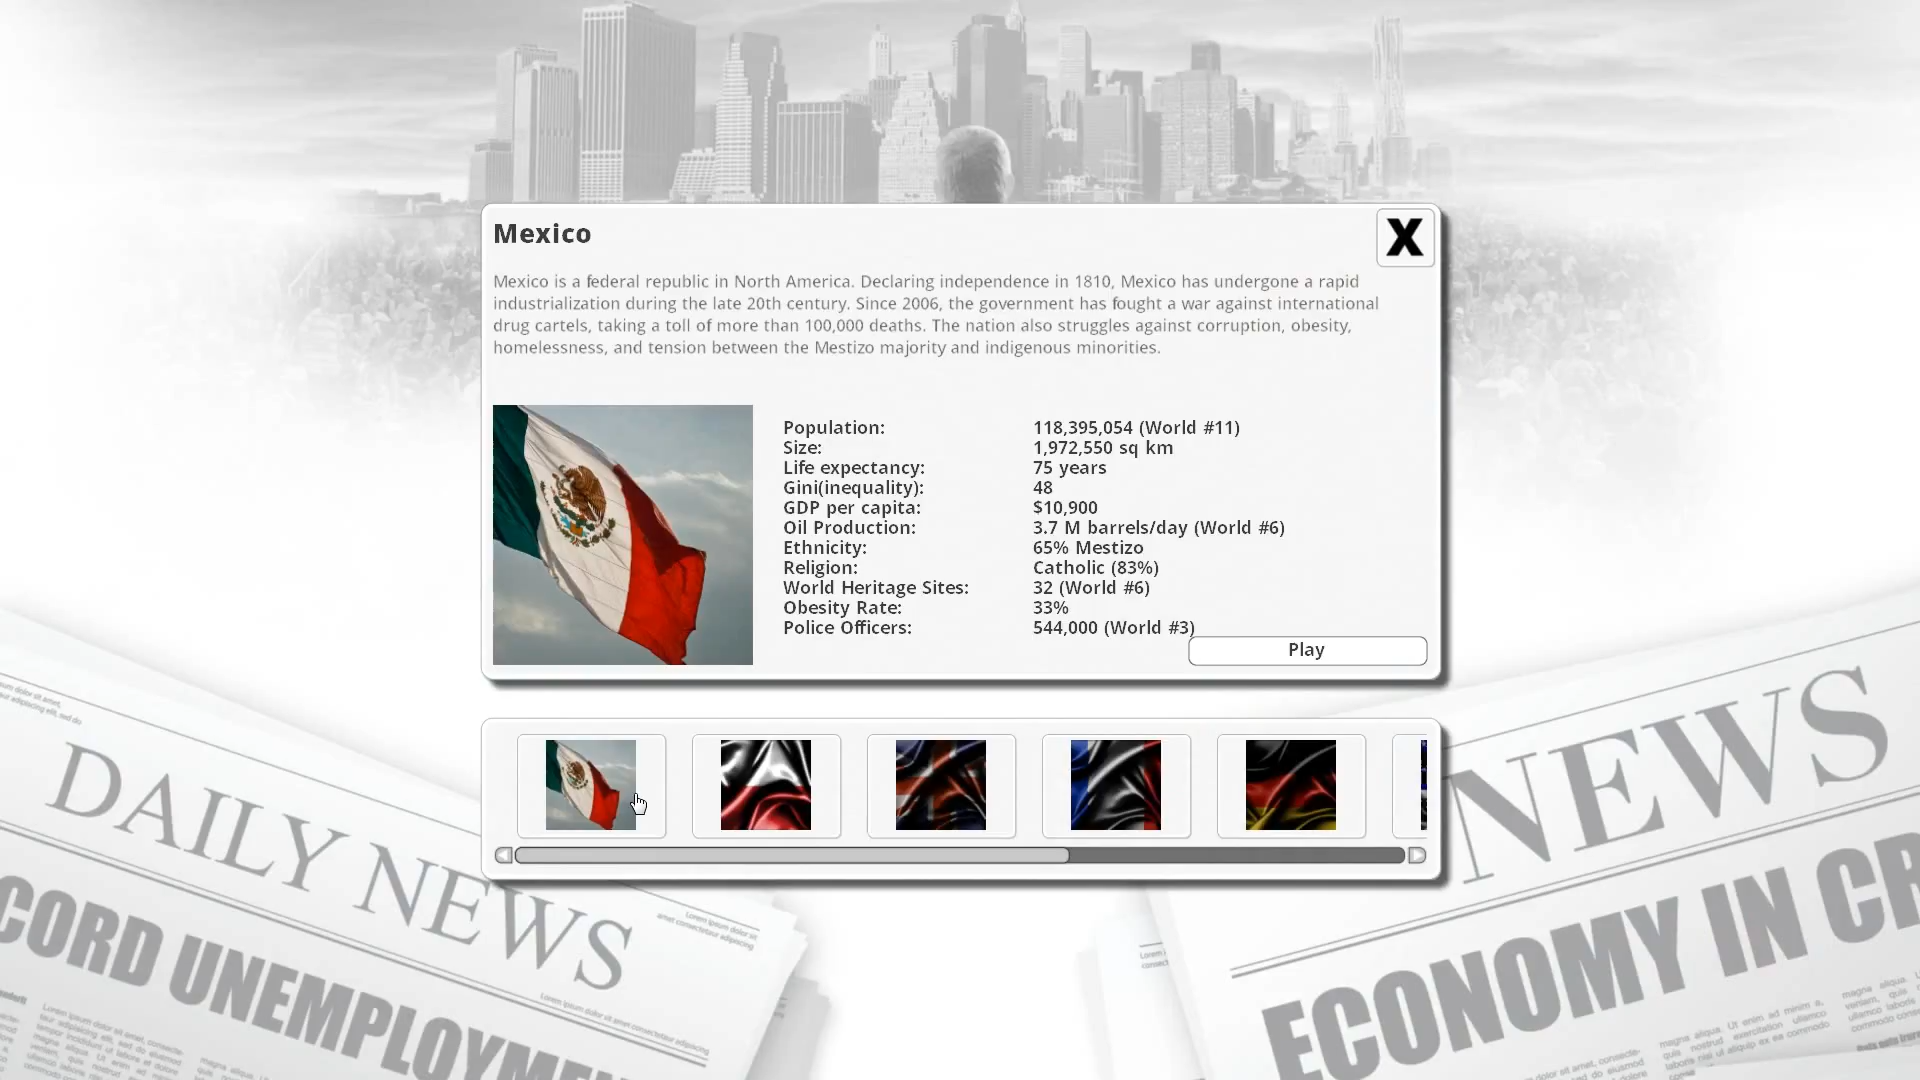 Mexico
X
Mexico is a federal republic in North America. Declaring independence in 1810, Mexico has undergone a rapid
industrialization during the late 20th century. Since 2006, the government has fought a war against international
drug cartels, taking a toll of more than 100,000 deaths. The nation also struggles against corruption, obesity,
homelessness, and tension between the Mestizo majority and indigenous minorities.
Population: 118,395,054 (World #11)
Size: 1,972,550 sq km
Life expectancy: 75 years
Gini(inequality): 48
GDP per capita: $10,900
Oil Production: 3.7 M barrels/day (World #6)
Ethnicity: 65% Mestizo
Religion: Catholic (83%)
World Heritage Sites: 32 (World #6)
Obesity Rate: 33%
Police Officers: 544,000 (World #3)
Play
DAILY NEWS
CORD UNEMPLOYME
NEWS
ECONOMY IN CR